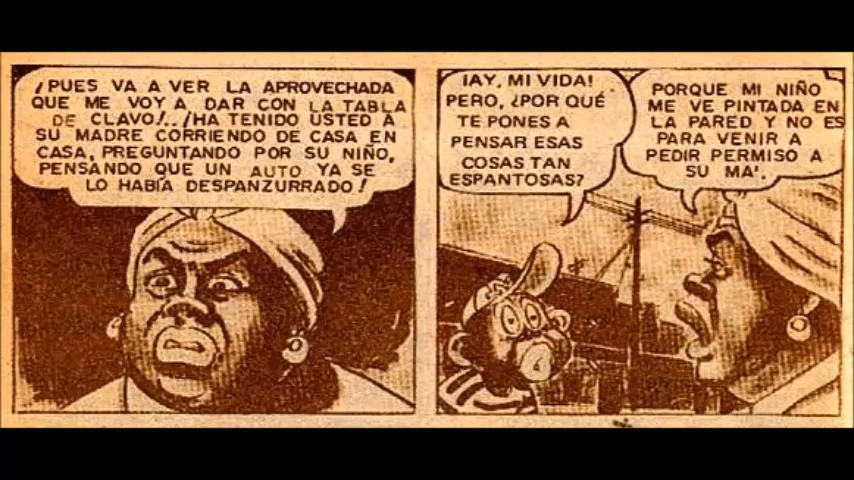 ¡PUES VA A VER LA APROVECHADA
QUE ME VOY A DAR CON LA TABLA
DE CLAVO!.. ¡HA TENIDO USTED A
SU MADRE CORRIENDO DE CASA EN
CASA, PREGUNTANDO POR SU NIÑO,
PENSANDO QUE UN AUTO YA SE
LO HABÍA DESPANZURRADO!
¡AY, MI VIDA!
PERO, ¿POR QUÉ
TE PONES A
PENSAR ESAS
COSAS TAN
ESPANTOSAS?
PORQUE MI NIÑO
ME VE PINTADA EN
LA PARED Y NO ES
PARA VENIR A
PEDIR PERMISO A
SU MA'.